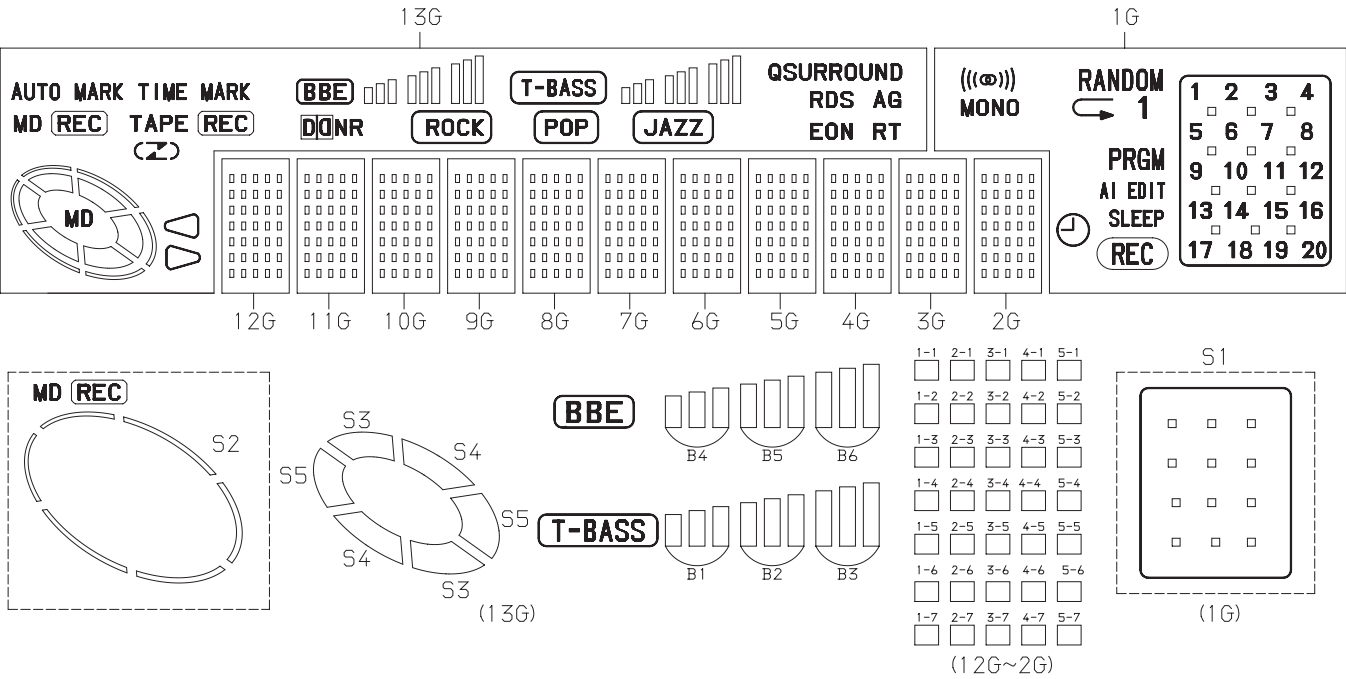 13G 1G
AUTO MARK TIME MARK
MD REC TAPE REC
BBE T-BASS
DDNR ROCK POP JAZZ
QSURROUND
RDS AG
EON RT
MONO
RANDOM
1
PRGM
AI EDIT
SLEEP
REC
1 2 3 4
5 6 7 8
9 10 11 12
13 14 15 16
17 18 19 20
MD
12G 11G 10G 9G 8G 7G 6G 5G 4G 3G 2G
MD REC
S2
S3
S4
S5
S5
S4
S3
(13G)
BBE
B4 B5 B6
T-BASS
B1 B2 B3
1-1 2-1 3-1 4-1 5-1
1-2 2-2 3-2 4-2 5-2
1-3 2-3 3-3 4-3 5-3
1-4 2-4 3-4 4-4 5-4
1-5 2-5 3-5 4-5 5-5
1-6 2-6 3-6 4-6 5-6
1-7 2-7 3-7 4-7 5-7
(12G~2G)
S1
(1G)